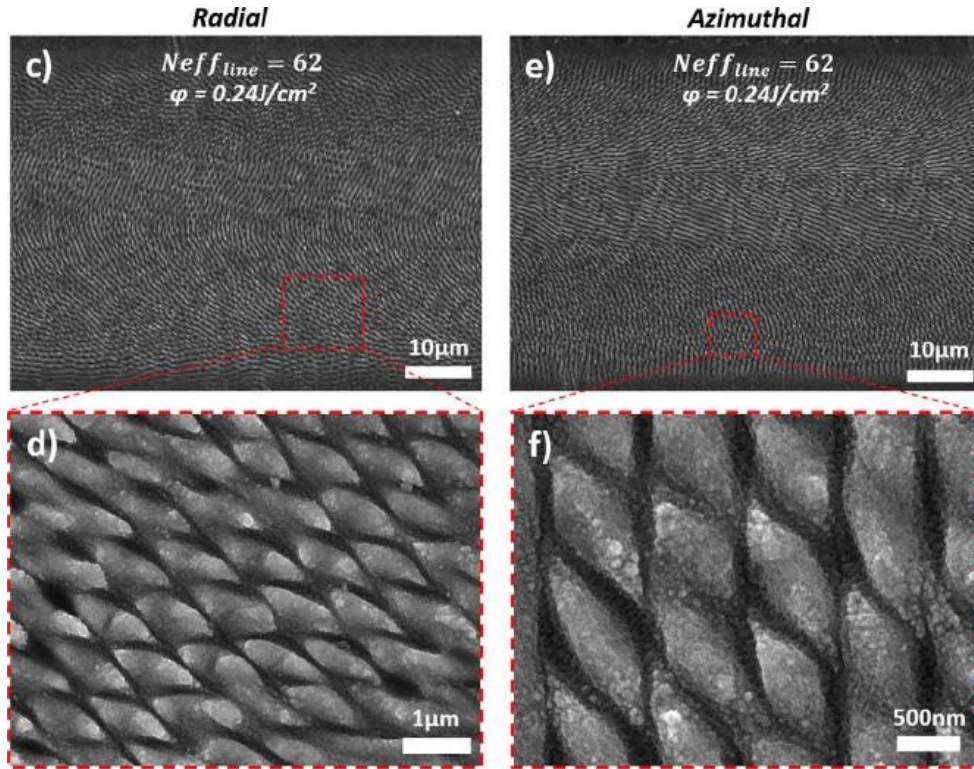 Radial
Azimuthal
c)
Neff_line = 62
φ = 0.24J/cm²
10μm
e)
Neff_line = 62
φ = 0.24J/cm²
10μm
d)
1μm
f)
500nm